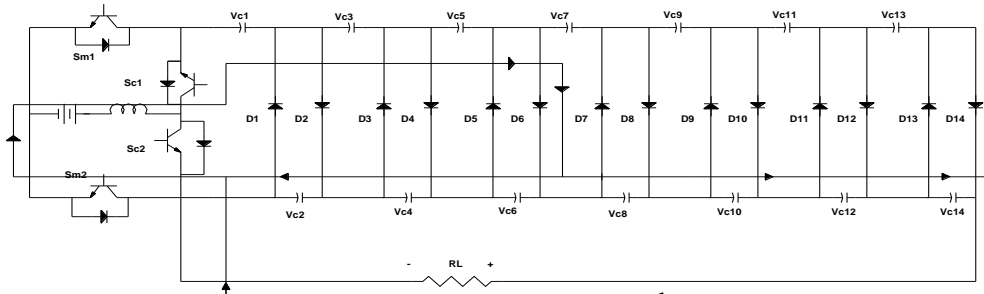 Vc1 Vc3 Vc5 Vc7 Vc9 Vc11 Vc13
Sm1
Sc1
D1 D2 D3 D4 D5 D6 D7 D8 D9 D10 D11 D12 D13 D14
Sc2
Sm2
Vc2 Vc4 Vc6 Vc8 Vc10 Vc12 Vc14
- RL +